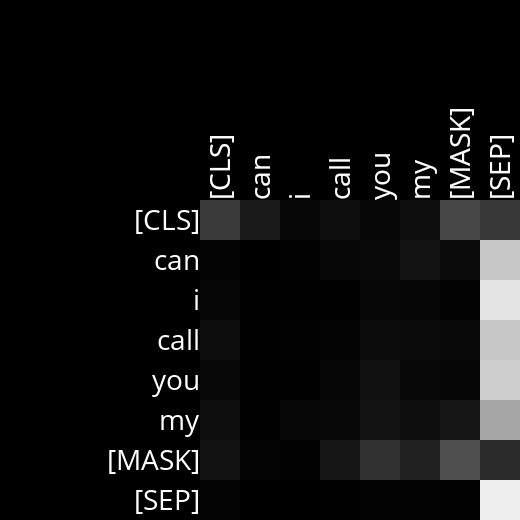 [CLS] can i call you my [MASK] [SEP]
[CLS]
can
i
call
you
my
[MASK]
[SEP]